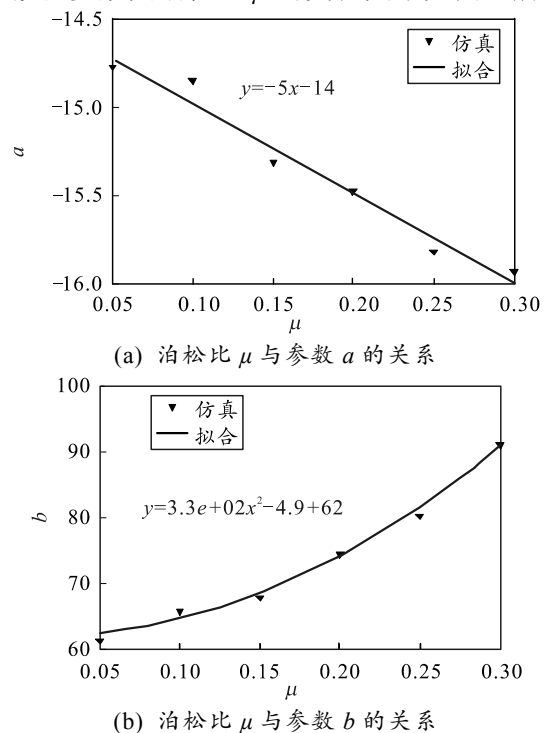 −14.5
仿真
拟合
y=−5x−14
−15.0
a
−15.5
−16.0
0.05 0.10 0.15 0.20 0.25 0.30
μ
(a) 泊松比 μ 与参数 a 的关系
100
仿真
拟合
90
y=3.3e+02x²−4.9+62
80
b
70
60
0.05 0.10 0.15 0.20 0.25 0.30
μ
(b) 泊松比 μ 与参数 b 的关系